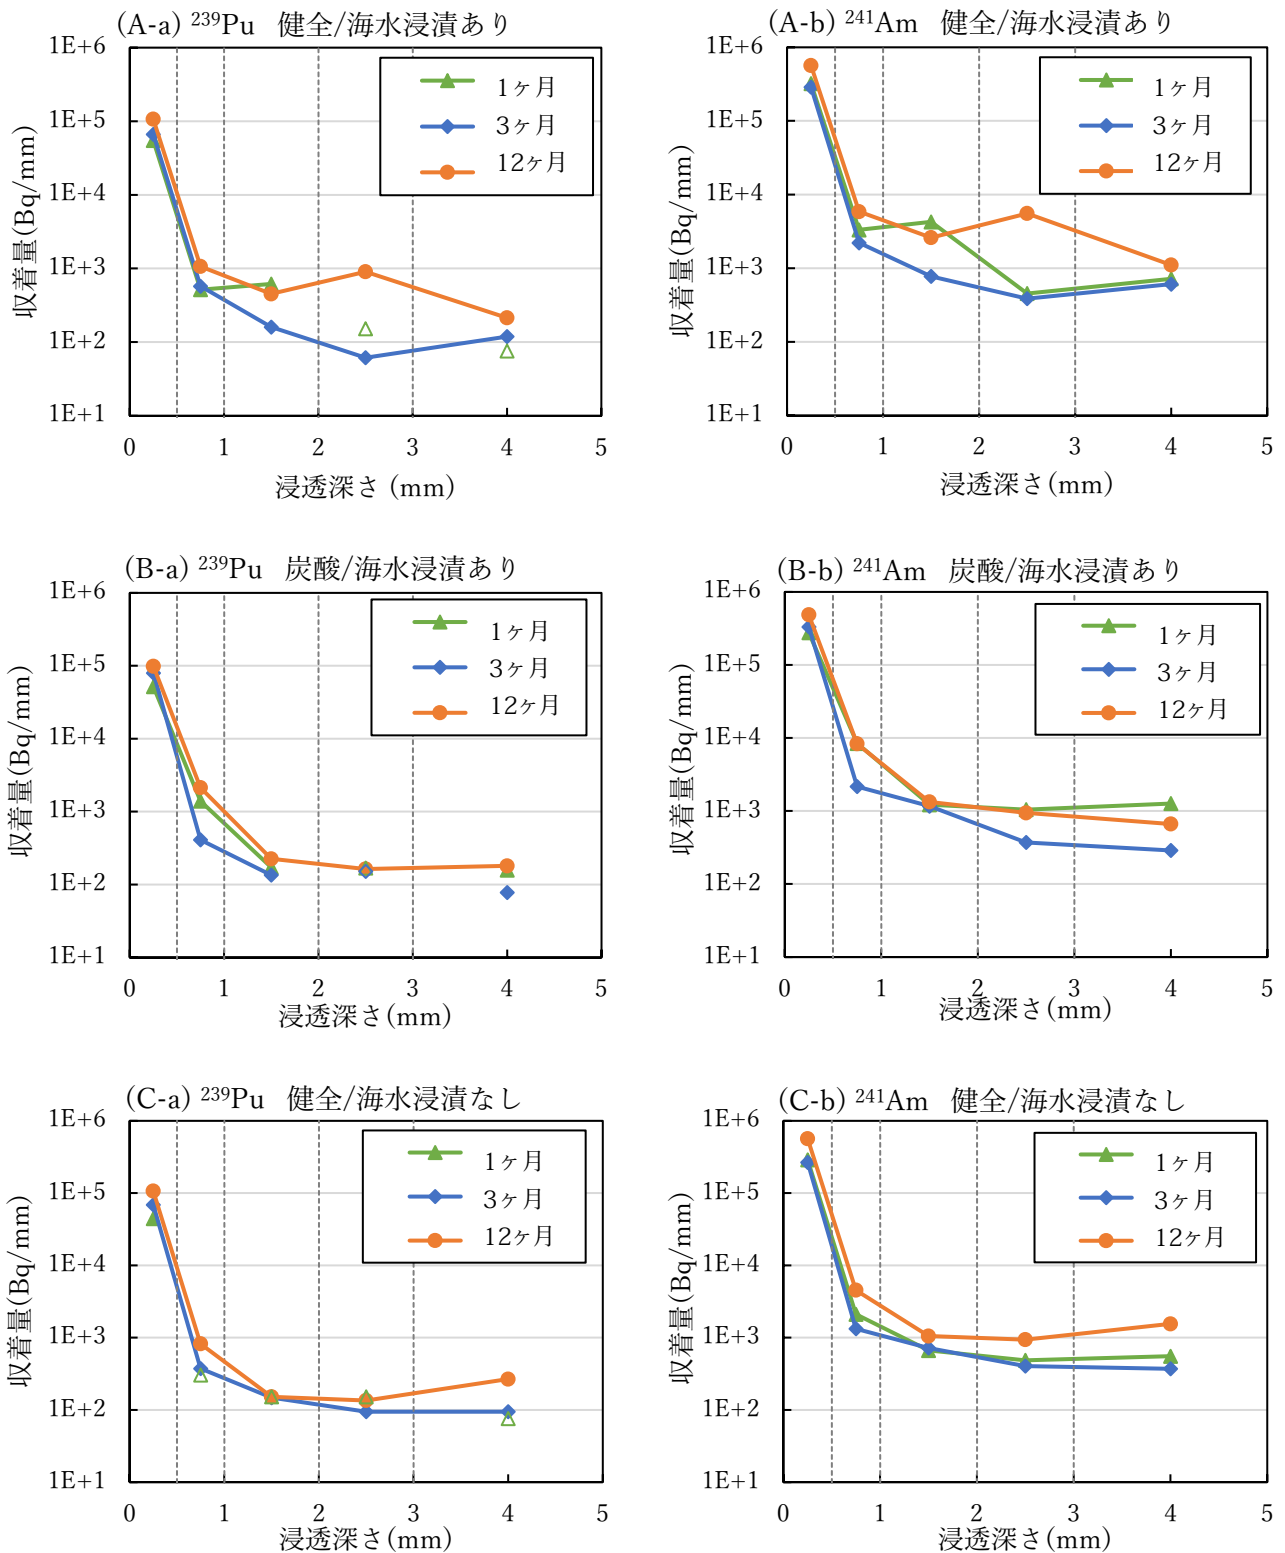 (A-a) ²³⁹Pu 健全/海水浸漬あり
1E+6
1E+5
1E+4
1E+3
1E+2
1E+1
収着量(Bq/mm)
1ヶ月
3ヶ月
12ヶ月
0 1 2 3 4 5
浸透深さ (mm)
(A-b) ²⁴¹Am 健全/海水浸漬あり
1E+6
1E+5
1E+4
1E+3
1E+2
1E+1
収着量(Bq/mm)
1ヶ月
3ヶ月
12ヶ月
0 1 2 3 4 5
浸透深さ(mm)
(B-a) ²³⁹Pu 炭酸/海水浸漬あり
1E+6
1E+5
1E+4
1E+3
1E+2
1E+1
収着量(Bq/mm)
1ヶ月
3ヶ月
12ヶ月
0 1 2 3 4 5
浸透深さ(mm)
(B-b) ²⁴¹Am 炭酸/海水浸漬あり
1E+6
1E+5
1E+4
1E+3
1E+2
1E+1
収着量(Bq/mm)
1ヶ月
3ヶ月
12ヶ月
0 1 2 3 4 5
浸透深さ(mm)
(C-a) ²³⁹Pu 健全/海水浸漬なし
1E+6
1E+5
1E+4
1E+3
1E+2
1E+1
収着量(Bq/mm)
1ヶ月
3ヶ月
12ヶ月
0 1 2 3 4 5
浸透深さ(mm)
(C-b) ²⁴¹Am 健全/海水浸漬なし
1E+6
1E+5
1E+4
1E+3
1E+2
1E+1
収着量(Bq/mm)
1ヶ月
3ヶ月
12ヶ月
0 1 2 3 4 5
浸透深さ(mm)